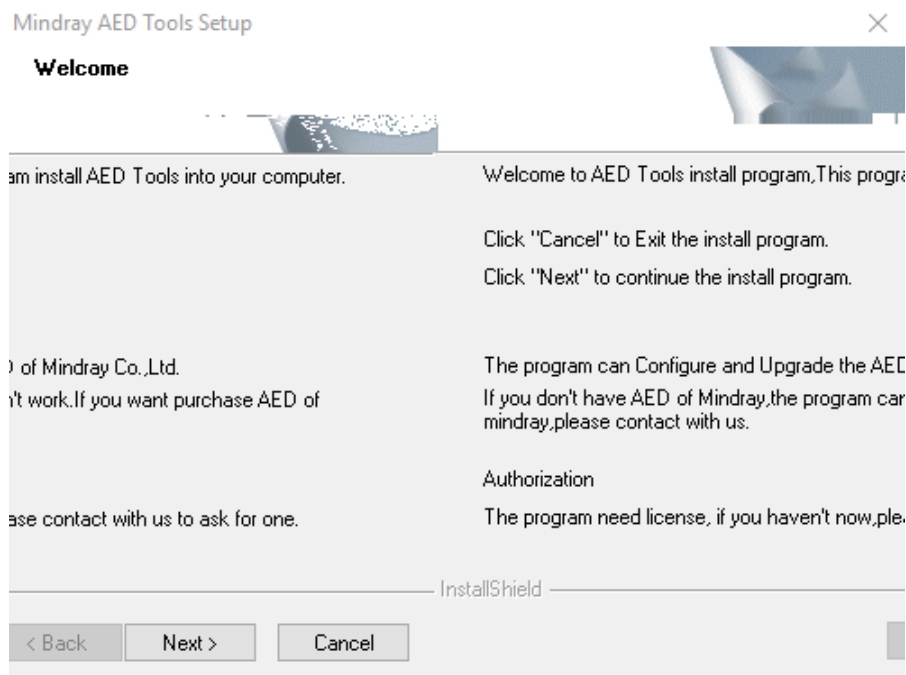 Mindray AED Tools Setup
Welcome
am install AED Tools into your computer.
Welcome to AED Tools install program,This progra
Click "Cancel" to Exit the install program.
Click "Next" to continue the install program.
of Mindray Co.,Ltd.
The program can Configure and Upgrade the AED
n't work.If you want purchase AED of
If you don't have AED of Mindray,the program can
mindray,please contact with us.
Authorization
ase contact with us to ask for one.
The program need license, if you haven't now,ple
InstallShield
< Back
Next >
Cancel